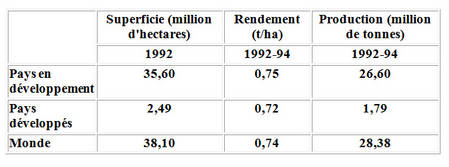 Superficie (million d'hectares) Rendement (t/ha) Production (million de tonnes)
1992 1992-94 1992-94
Pays en développement 35,60 0,75 26,60
Pays développés 2,49 0,72 1,79
Monde 38,10 0,74 28,38